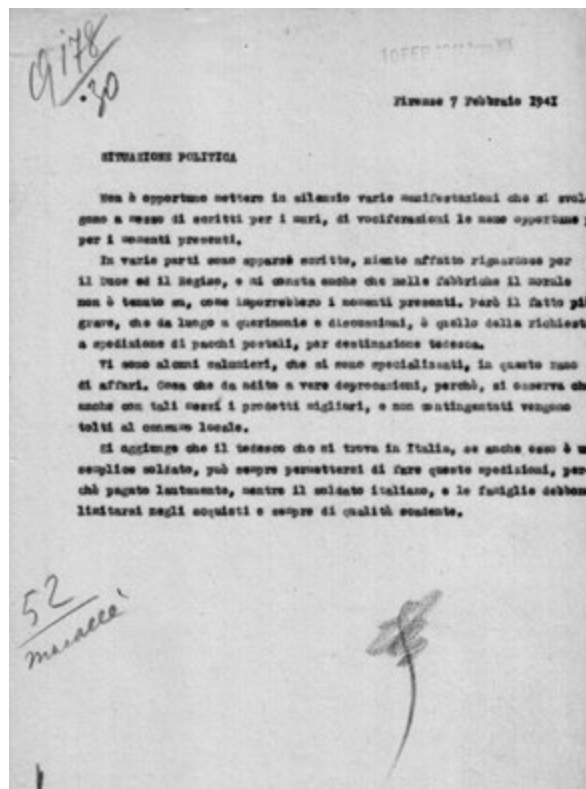 9178
.30
10 FEB 1941
Firenze 7 Febbraio 1941
SITUAZIONE POLITICA
Non è opportuno mettere in silenzio varie manifestazioni che si svol
gono a mezzo di scritti per i muri, di vociferazioni le meno opportune p
per i momenti presenti.
In varie parti sono apparsè scritte, niente affatto riguardose per
il Duce ed il Regime, e mi consta anche che nelle fabbriche il morale
non è tenuto su, come imporrebbero i momenti presenti. Però il fatto più
grave, che da luogo a querimonie e discussioni, è quello della richiest
a spedizione di pacchi postali, per destinazione tedesca.
Vi sono alcuni salumieri, che si sono specializzati, in questo ramo
di affari. Cosa che da adito a vere deprecazioni, perchè, si osserva che
anche con tali mezzi i prodotti migliori, e non contingentati vengono
tolti al consumo locale.
Si aggiunge che il tedesco che si trova in Italia, se anche esso è un
semplice soldato, può sempre permettersi di fare queste spedizioni, per
chè pagato lautamente, mentre il soldato italiano, e le famiglie debbono
limitarsi negli acquisti e sempre di qualità scadente.
52
macallè